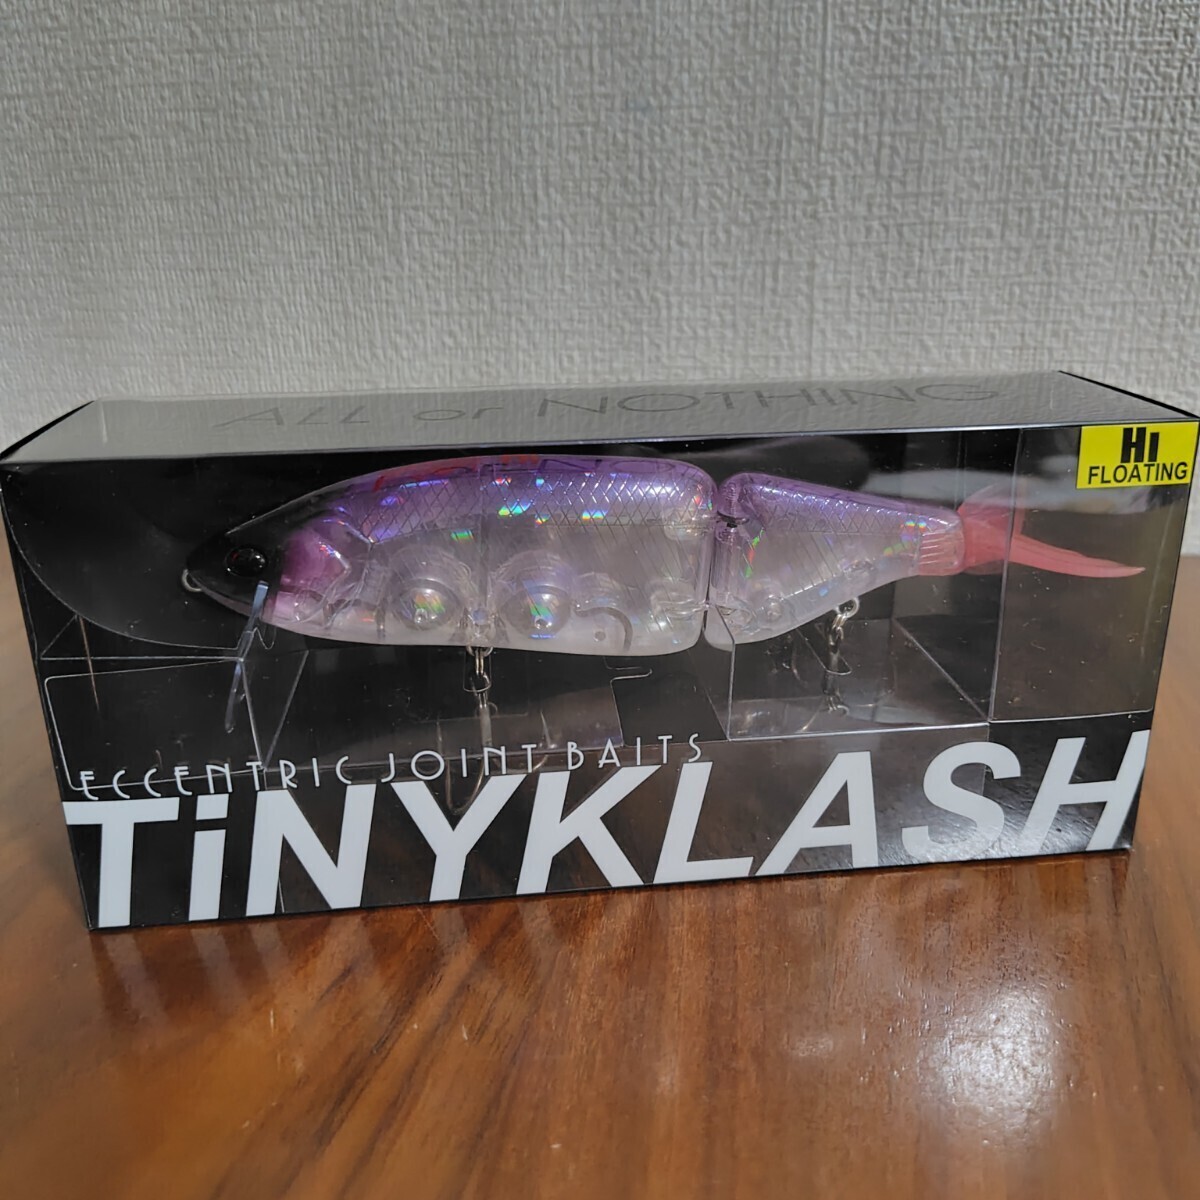 ALL or NOTHING
Hi
FLOATING
ECCENTRIC JOINT BAITS
TiNYKLASH